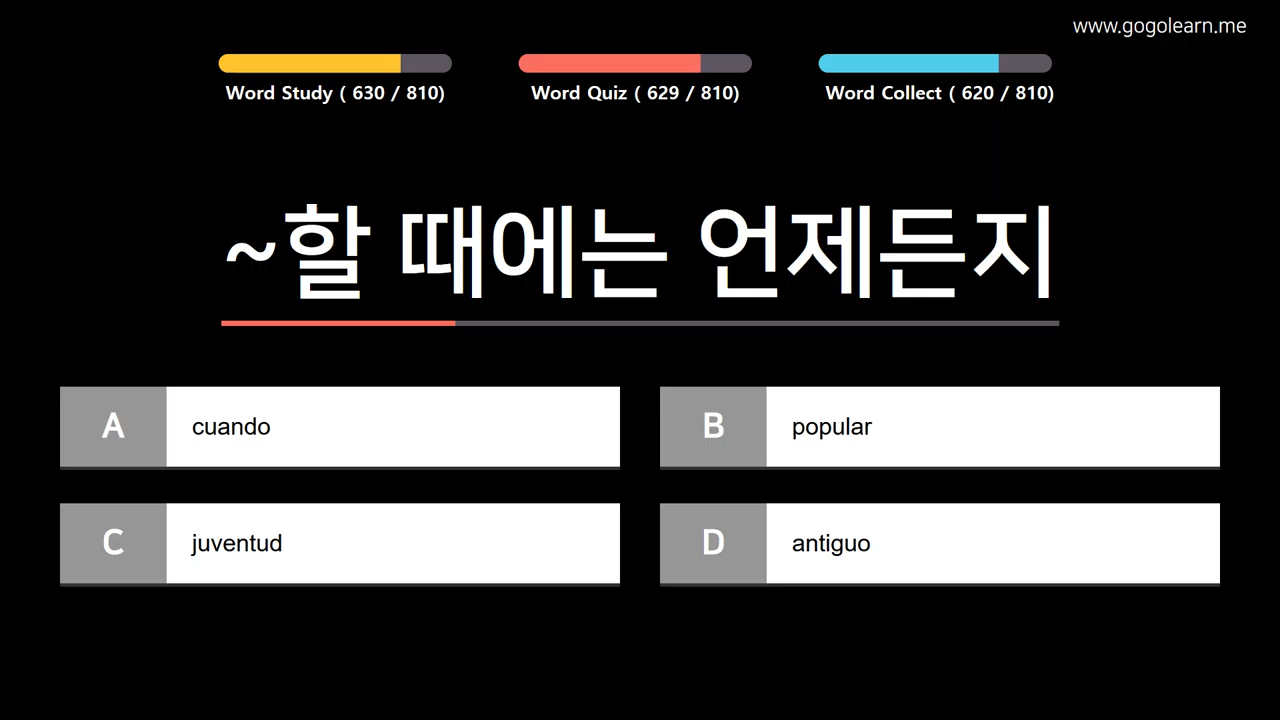 www.gogolearn.me
Word Study ( 630 / 810)
Word Quiz ( 629 / 810)
Word Collect ( 620 / 810)
~할 때에는 언제든지
A
cuando
B
popular
C
juventud
D
antiguo